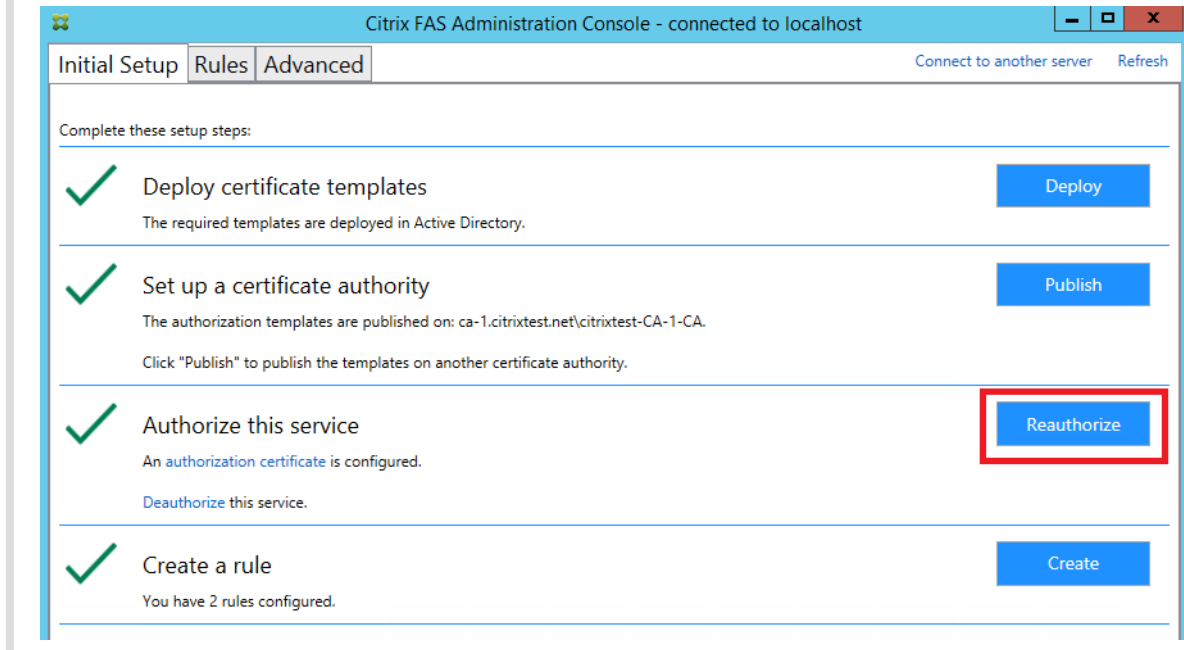 Citrix FAS Administration Console - connected to localhost
Initial Setup Rules Advanced Connect to another server Refresh
Complete these setup steps:
Deploy certificate templates Deploy
The required templates are deployed in Active Directory.
Set up a certificate authority Publish
The authorization templates are published on: ca-1.citrixtest.net\citrixtest-CA-1-CA.
Click "Publish" to publish the templates on another certificate authority.
Authorize this service Reauthorize
An authorization certificate is configured.
Deauthorize this service.
Create a rule Create
You have 2 rules configured.